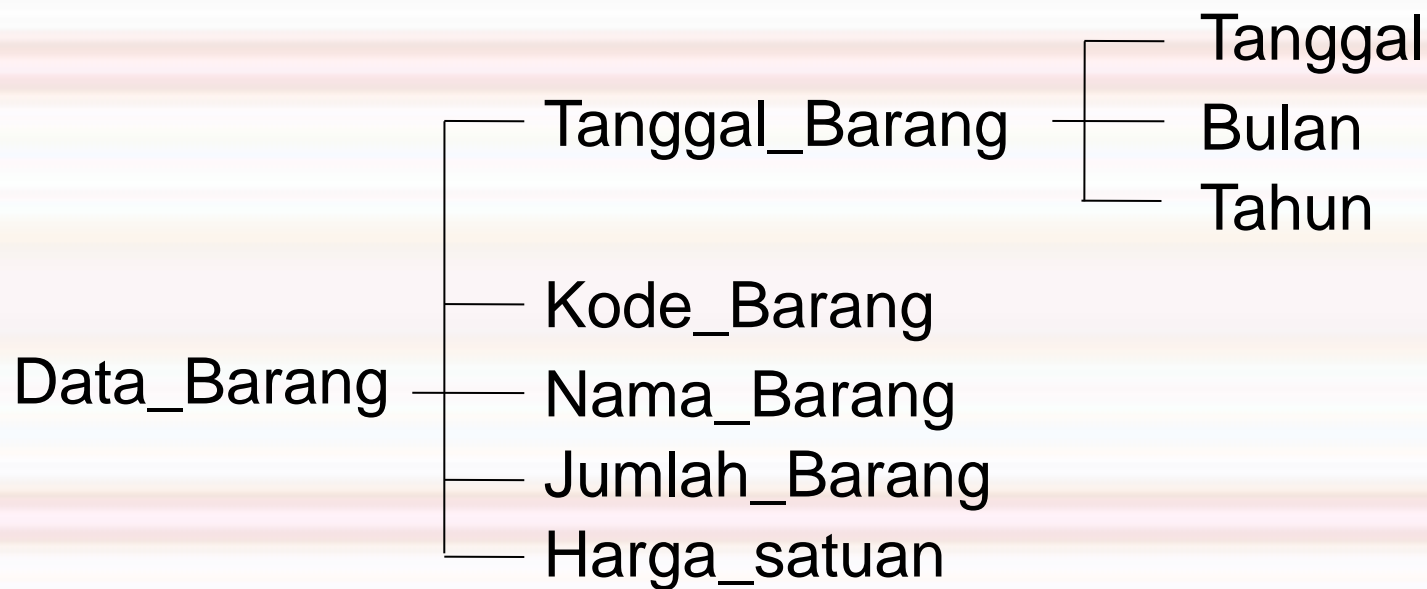 Tanggal
Tanggal_Barang
Bulan
Tahun
Kode_Barang
Data_Barang
Nama_Barang
Jumlah_Barang
Harga_satuan